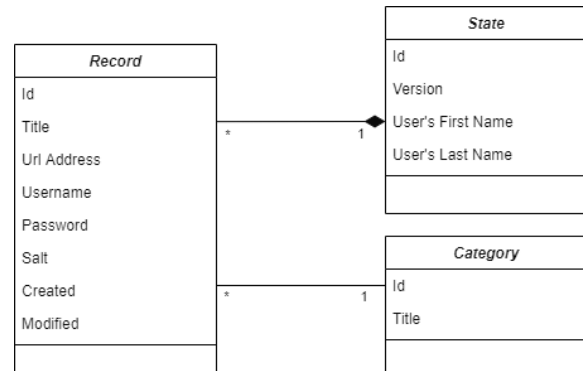 State
Id
Version
User's First Name
User's Last Name
Record
Id
Title
Url Address
Username
Password
Salt
Created
Modified
*
1
*
1
Category
Id
Title